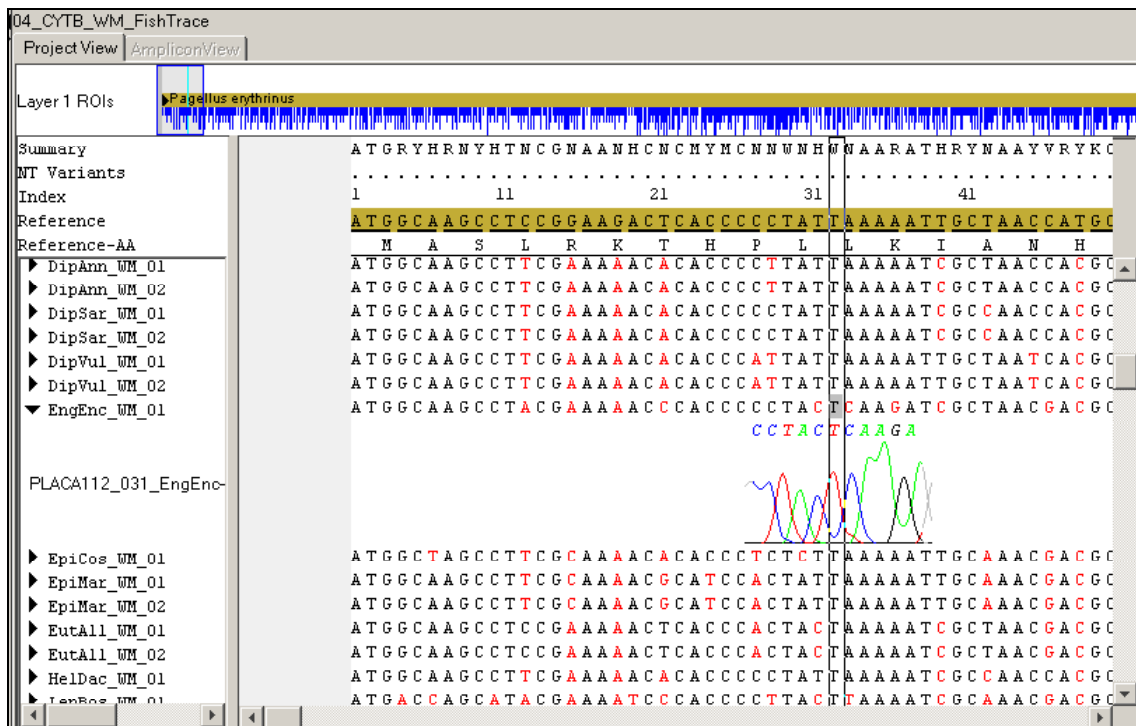 04_CYTB_WM_FishTrace
Project View AmpliconView
Layer 1 ROIs Pagellus erythrinus
Summary ATGRYHRNYHTNCGNAANHCNCMYMCNNWNHWNAARATHRYNAAYVRYKC
NT Variants ..................................................
Index 1 11 21 31 41
Reference ATGGCAAGCCTCCGGAAGACTCACCCCCTATTAAAAATTGCTAACCATGC
Reference-AA M A S L R K T H P L L K I A N H
DipAnn_WM_01 ATGGCAAGCCTTCGAAAAACACACCCCTTATTAAAAATCGCTAACCACGC
DipAnn_WM_02 ATGGCAAGCCTTCGAAAAACACACCCCTTATTAAAAATCGCTAACCACGC
DipSar_WM_01 ATGGCAAGCCTTCGAAAAACACACCCCCTATTAAAAATCGCCAACCACGC
DipSar_WM_02 ATGGCAAGCCTTCGAAAAACACACCCCCTATTAAAAATCGCCAACCACGC
DipVul_WM_01 ATGGCAAGCCTTCGAAAAACACACCCATTATTAAAAATTGCTAATCACGC
DipVul_WM_02 ATGGCAAGCCTTCGAAAAACACACCCATTATTAAAAATTGCTAATCACGC
EngEnc_WM_01 ATGGCAAGCCTACGAAAAACCCACCCCCTACTCAAGATCGCTAACGACGC
CCTACTCAAGA
PLACA112_031_EngEnc-
EpiCos_WM_01 ATGGCTAGCCTTCGCAAAACACACCCTCTCTTAAAAATTGCAAACGACGC
EpiMar_WM_01 ATGGCAAGCCTTCGCAAAACGCATCCACTATTAAAAATTGCAAACGACGC
EpiMar_WM_02 ATGGCAAGCCTTCGCAAAACGCATCCACTATTAAAAATTGCAAACGACGC
EutAll_WM_01 ATGGCAAGCCTCCGAAAAACTCACCCACTACTAAAAATCGCTAACGACGC
EutAll_WM_02 ATGGCAAGCCTCCGAAAAACTCACCCACTACTAAAAATCGCTAACGACGC
HelDac_WM_01 ATGGCAAGCCTTCGAAAAACACACCCCCTATTAAAAATCGCCAACCACGC
LepBos_WM_01 ATGACCAGCATACGAAAATCCCACCCCTTACTTAAAATCGCAAACGACGC